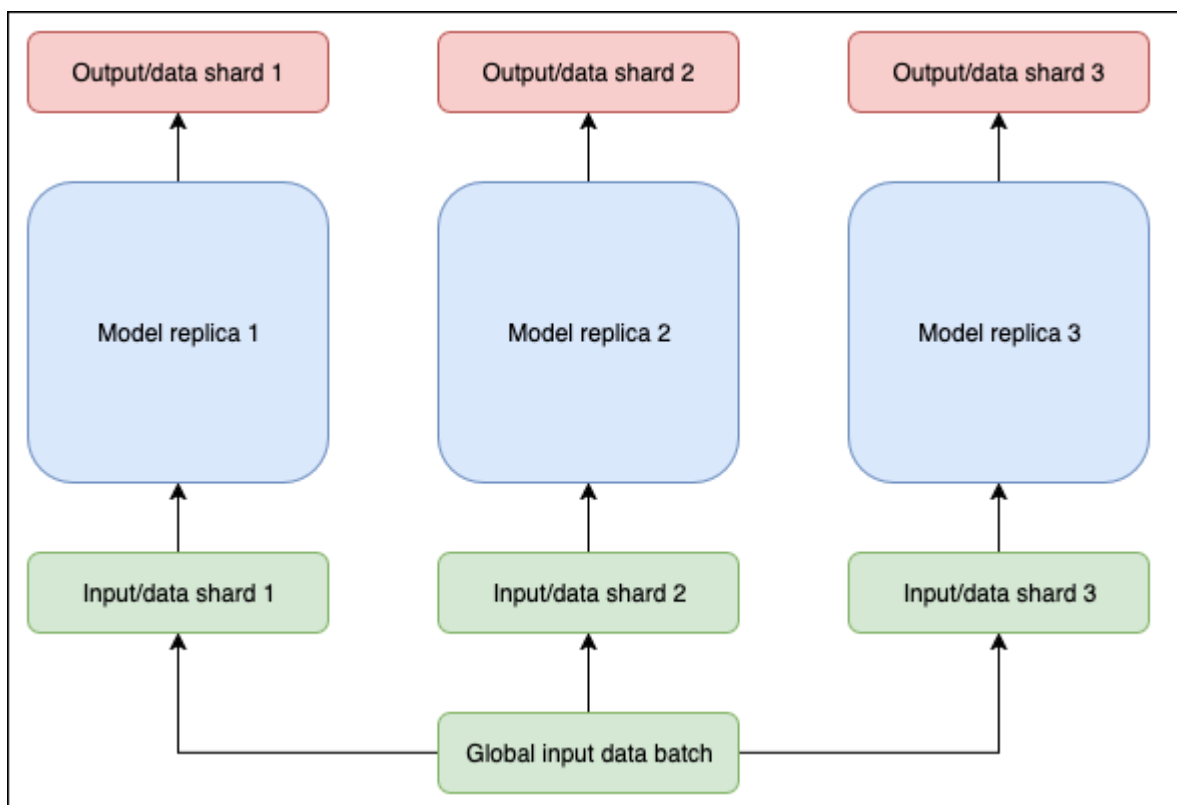 Output/data shard 1
Output/data shard 2
Output/data shard 3
Model replica 1
Model replica 2
Model replica 3
Input/data shard 1
Input/data shard 2
Input/data shard 3
Global input data batch